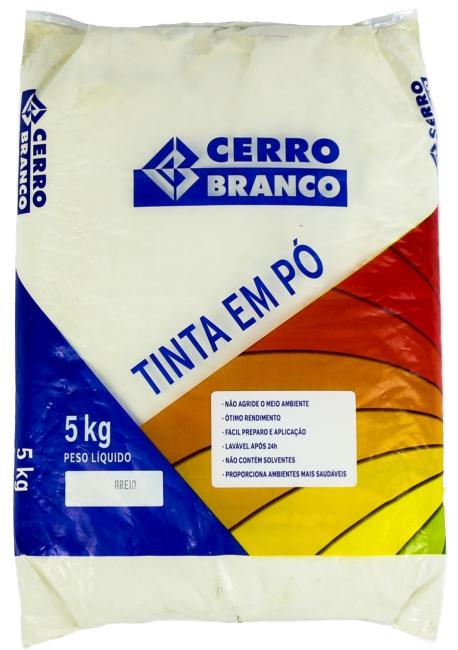 CERRO
BRANCO
CERRO
CERRO
BRANCO
TINTA EM PÓ
• NÃO AGRIDE O MEIO AMBIENTE
• ÓTIMO RENDIMENTO
• FÁCIL PREPARO E APLICAÇÃO
• LAVÁVEL APÓS 24h
• NÃO CONTÉM SOLVENTES
• PROPORCIONA AMBIENTES MAIS SAUDÁVEIS
5 kg
PESO LÍQUIDO
AREIA
5 kg